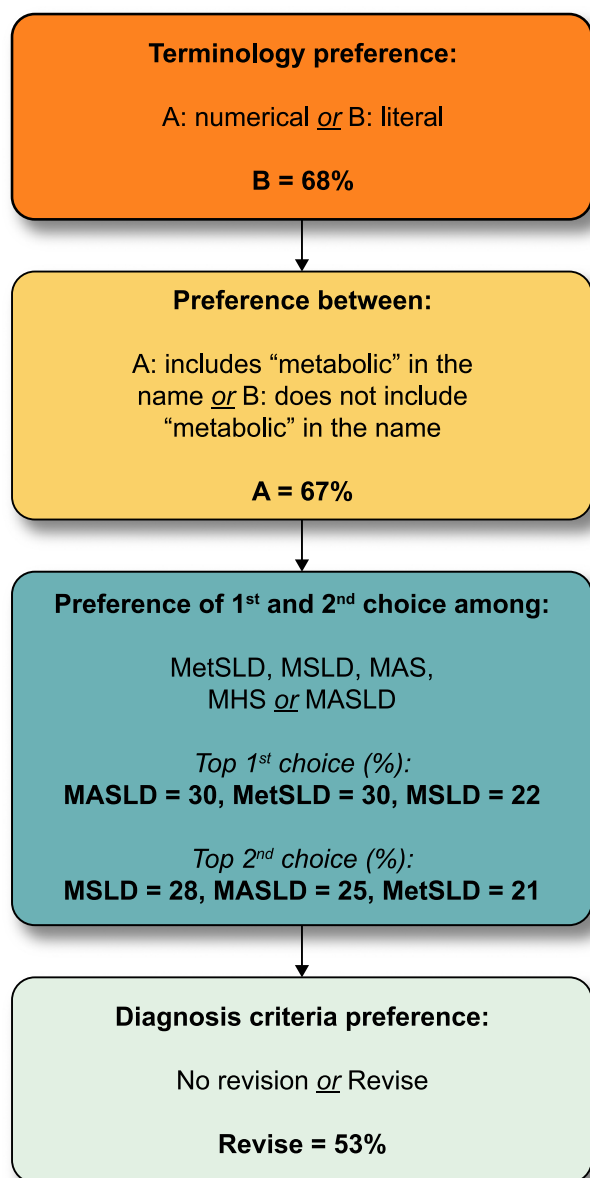 Terminology preference:
A: numerical or B: literal
B = 68%
Preference between:
A: includes “metabolic” in the
name or B: does not include
“metabolic” in the name
A = 67%
Preference of 1st and 2nd choice among:
MetSLD, MSLD, MAS,
MHS or MASLD
Top 1st choice (%):
MASLD = 30, MetSLD = 30, MSLD = 22
Top 2nd choice (%):
MSLD = 28, MASLD = 25, MetSLD = 21
Diagnosis criteria preference:
No revision or Revise
Revise = 53%